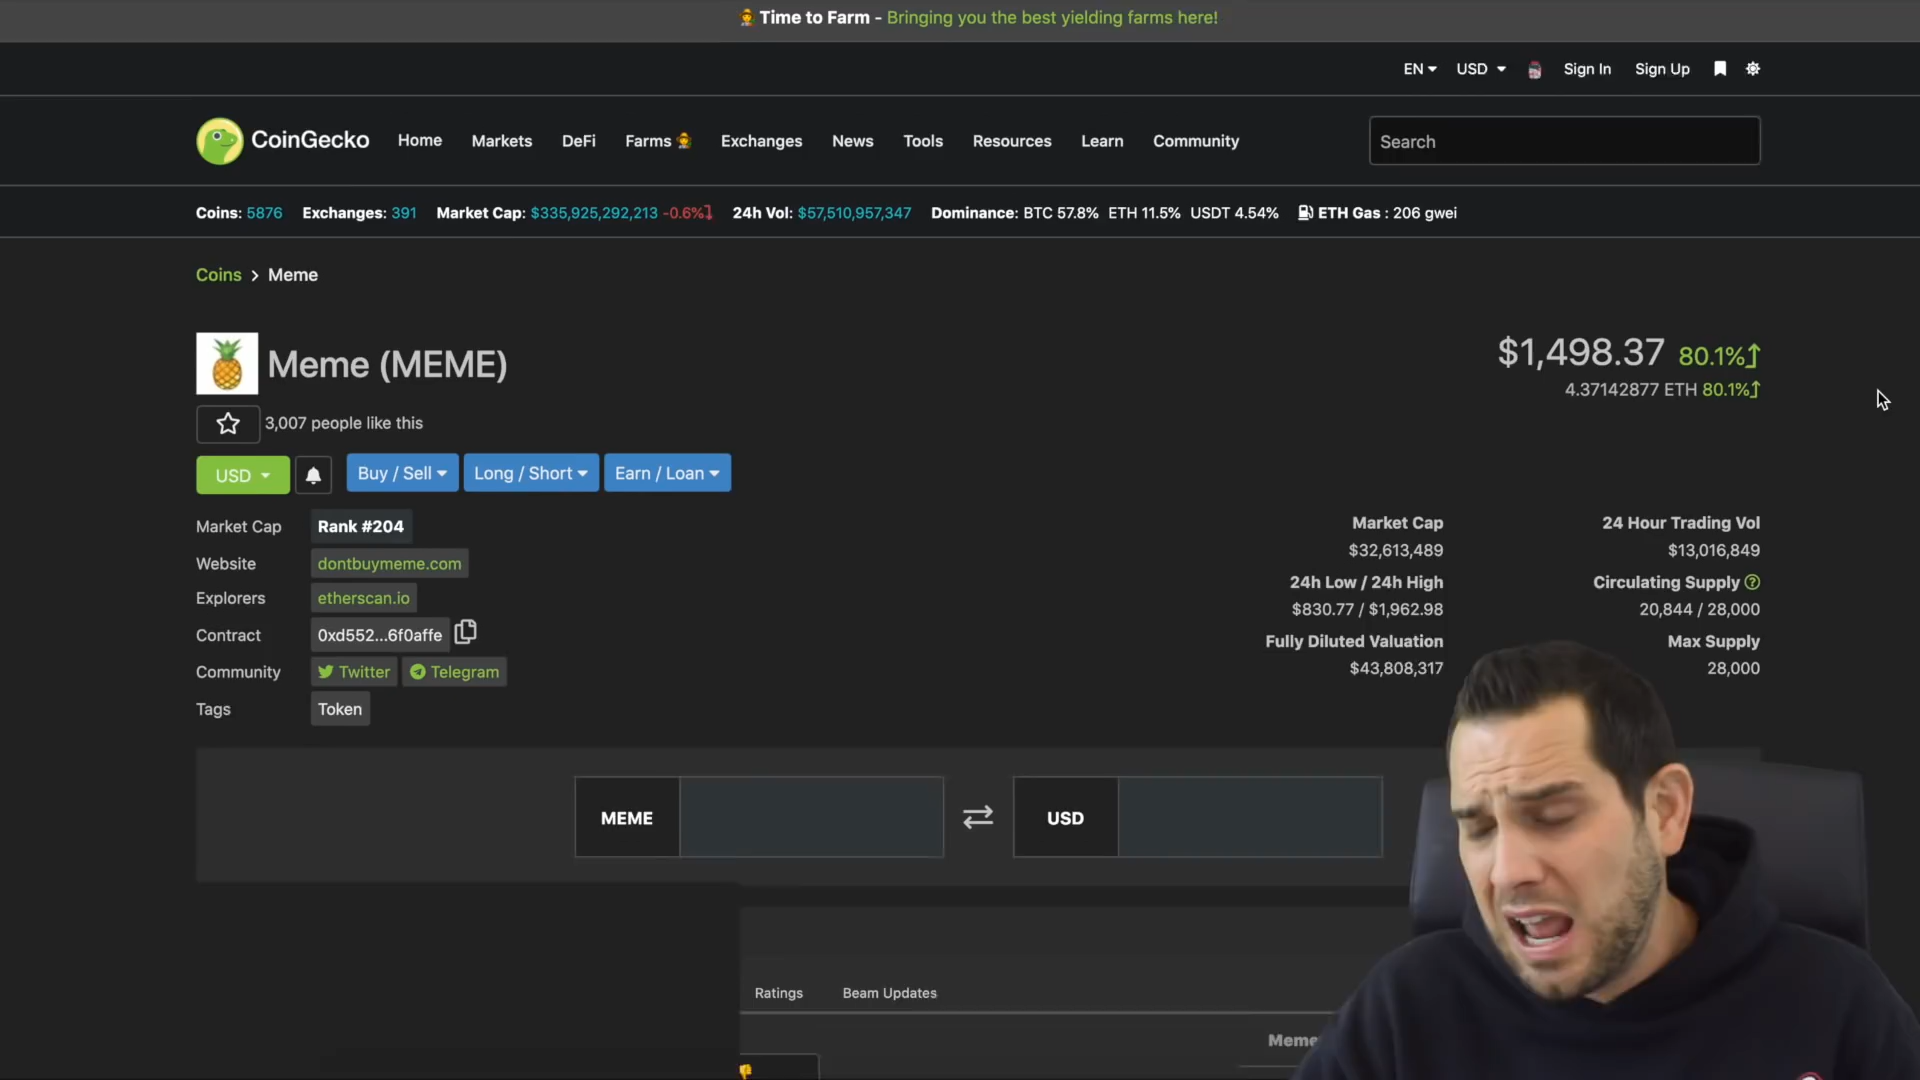 Time to Farm - Bringing you the best yielding farms here!
EN USD Sign In Sign Up
CoinGecko Home Markets DeFi Farms Exchanges News Tools Resources Learn Community Search
Coins: 5876 Exchanges: 391 Market Cap: $335,925,292,213 -0.6% 24h Vol: $57,510,957,347 Dominance: BTC 57.8% ETH 11.5% USDT 4.54% ETH Gas : 206 gwei
Coins > Meme
Meme (MEME)
$1,498.37 80.1%
4.37142877 ETH 80.1%
3,007 people like this
USD Buy / Sell Long / Short Earn / Loan
Market Cap Rank #204
Website dontbuymeme.com
Explorers etherscan.io
Contract 0xd552...6f0affe
Community Twitter Telegram
Tags Token
Market Cap
$32,613,489
24 Hour Trading Vol
$13,016,849
24h Low / 24h High
$830.77 / $1,962.98
Circulating Supply ?
20,844 / 28,000
Fully Diluted Valuation
$43,808,317
Max Supply
28,000
MEME USD
Ratings Beam Updates
Meme